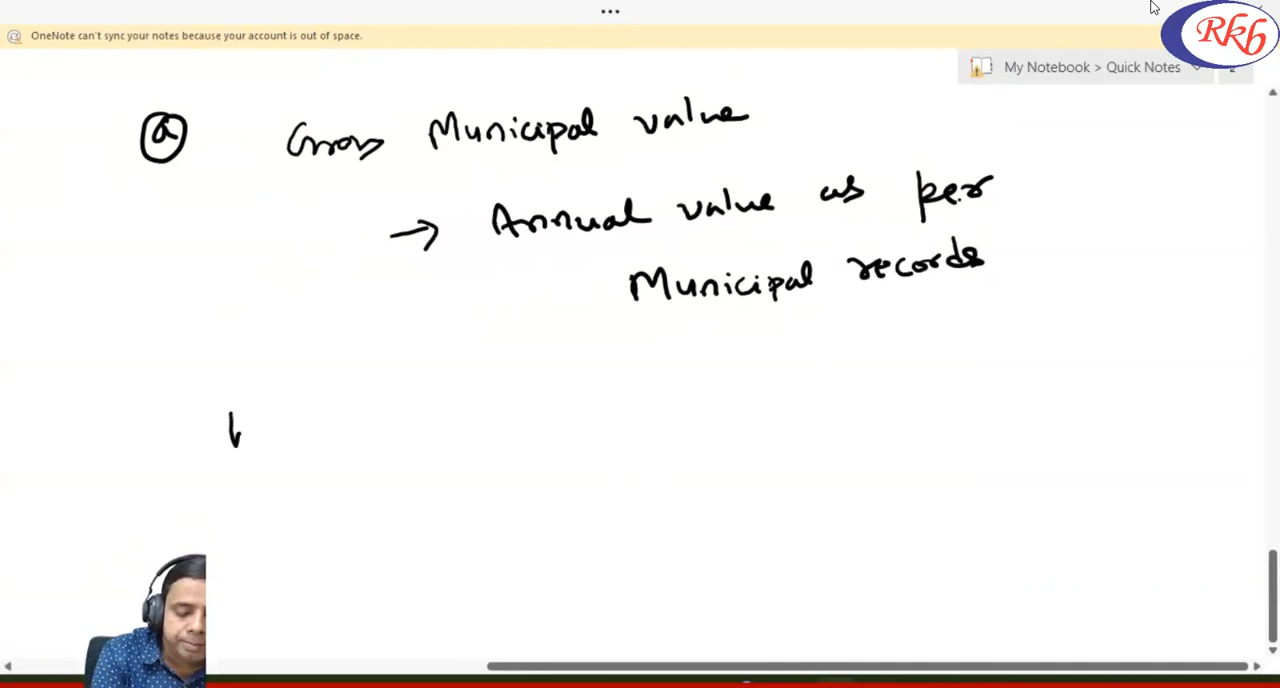 OneNote can't sync your notes because your account is out of space.
Rkb
My Notebook > Quick Notes
a Gross Municipal value
→ Annual value as per
Municipal records